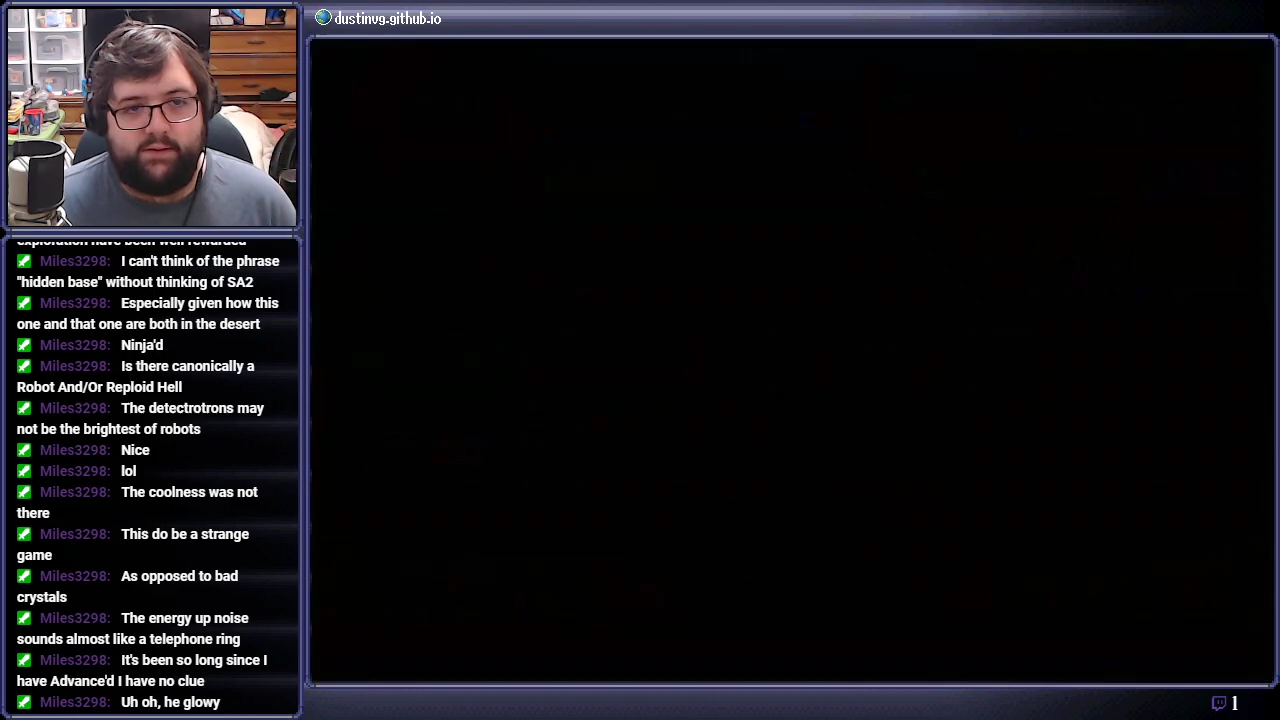 dustinvg.github.io
exploration have been well rewarded
Miles3298: I can't think of the phrase
"hidden base" without thinking of SA2
Miles3298: Especially given how this
one and that one are both in the desert
Miles3298: Ninja'd
Miles3298: Is there canonically a
Robot And/Or Reploid Hell
Miles3298: The detectrotrons may
not be the brightest of robots
Miles3298: Nice
Miles3298: lol
Miles3298: The coolness was not
there
Miles3298: This do be a strange
game
Miles3298: As opposed to bad
crystals
Miles3298: The energy up noise
sounds almost like a telephone ring
Miles3298: It's been so long since I
have Advance'd I have no clue
Miles3298: Uh oh, he glowy
1